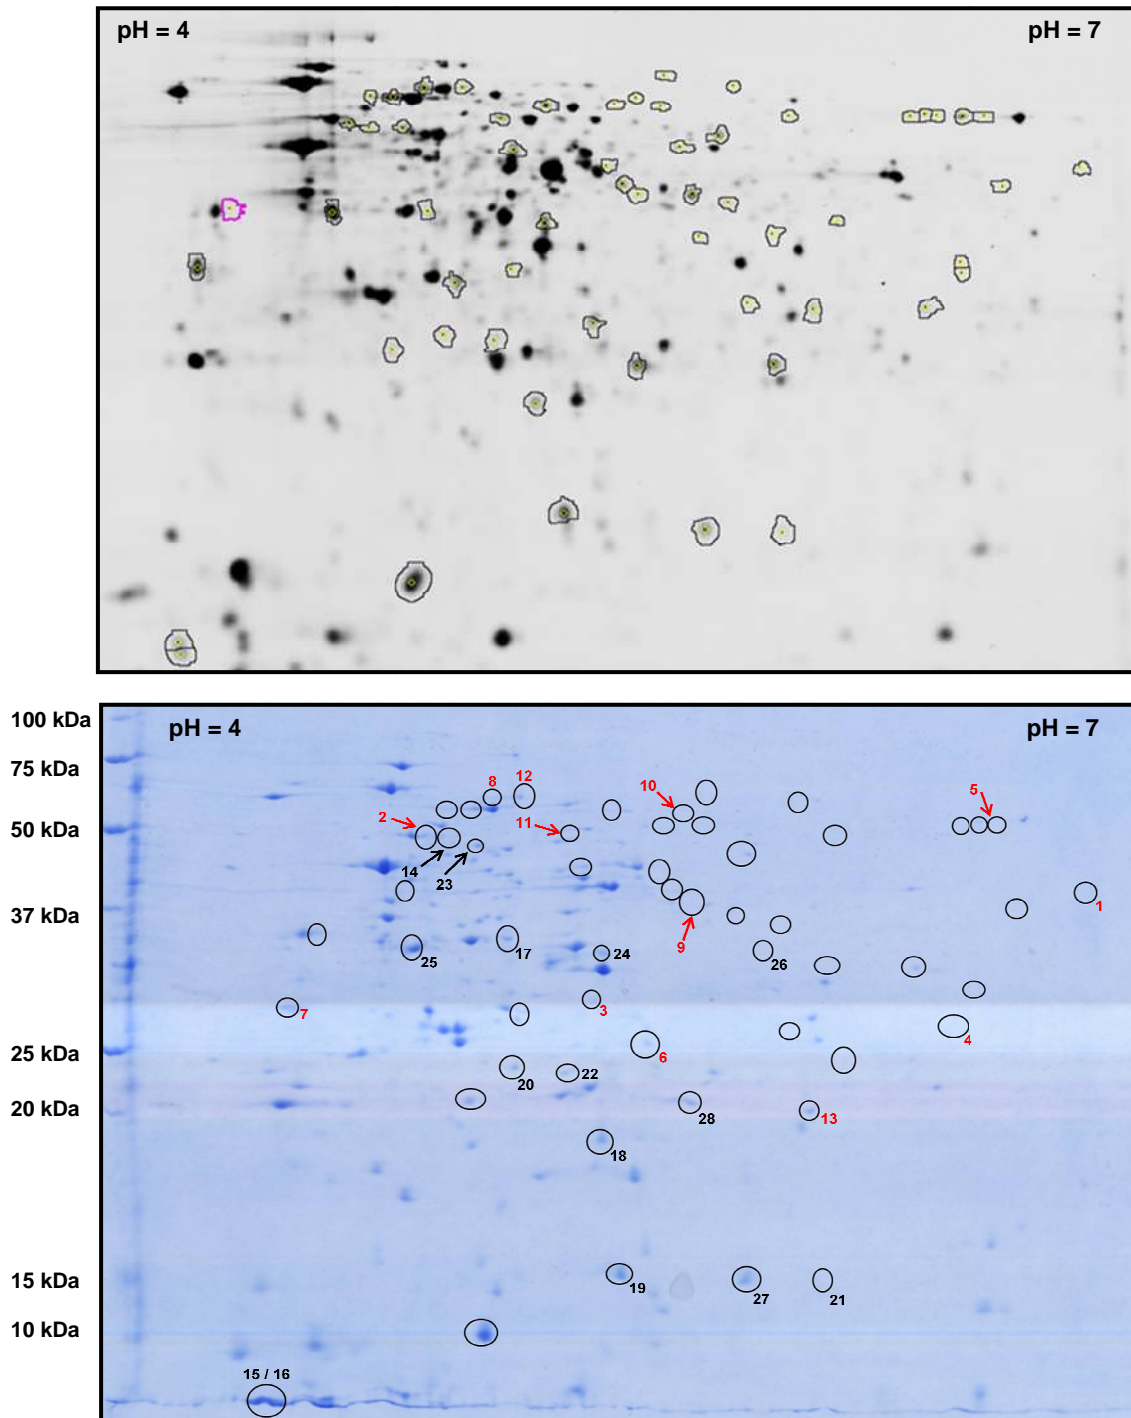 pH = 4 pH = 7
100 kDa pH = 4 pH = 7
75 kDa
8 12 10 5
50 kDa 2 11
14 23
37 kDa 1
9
25 17 24 26
7 3
6 4
25 kDa
20 22
20 kDa 28 13
18
15 kDa 19 27 21
10 kDa
15 / 16